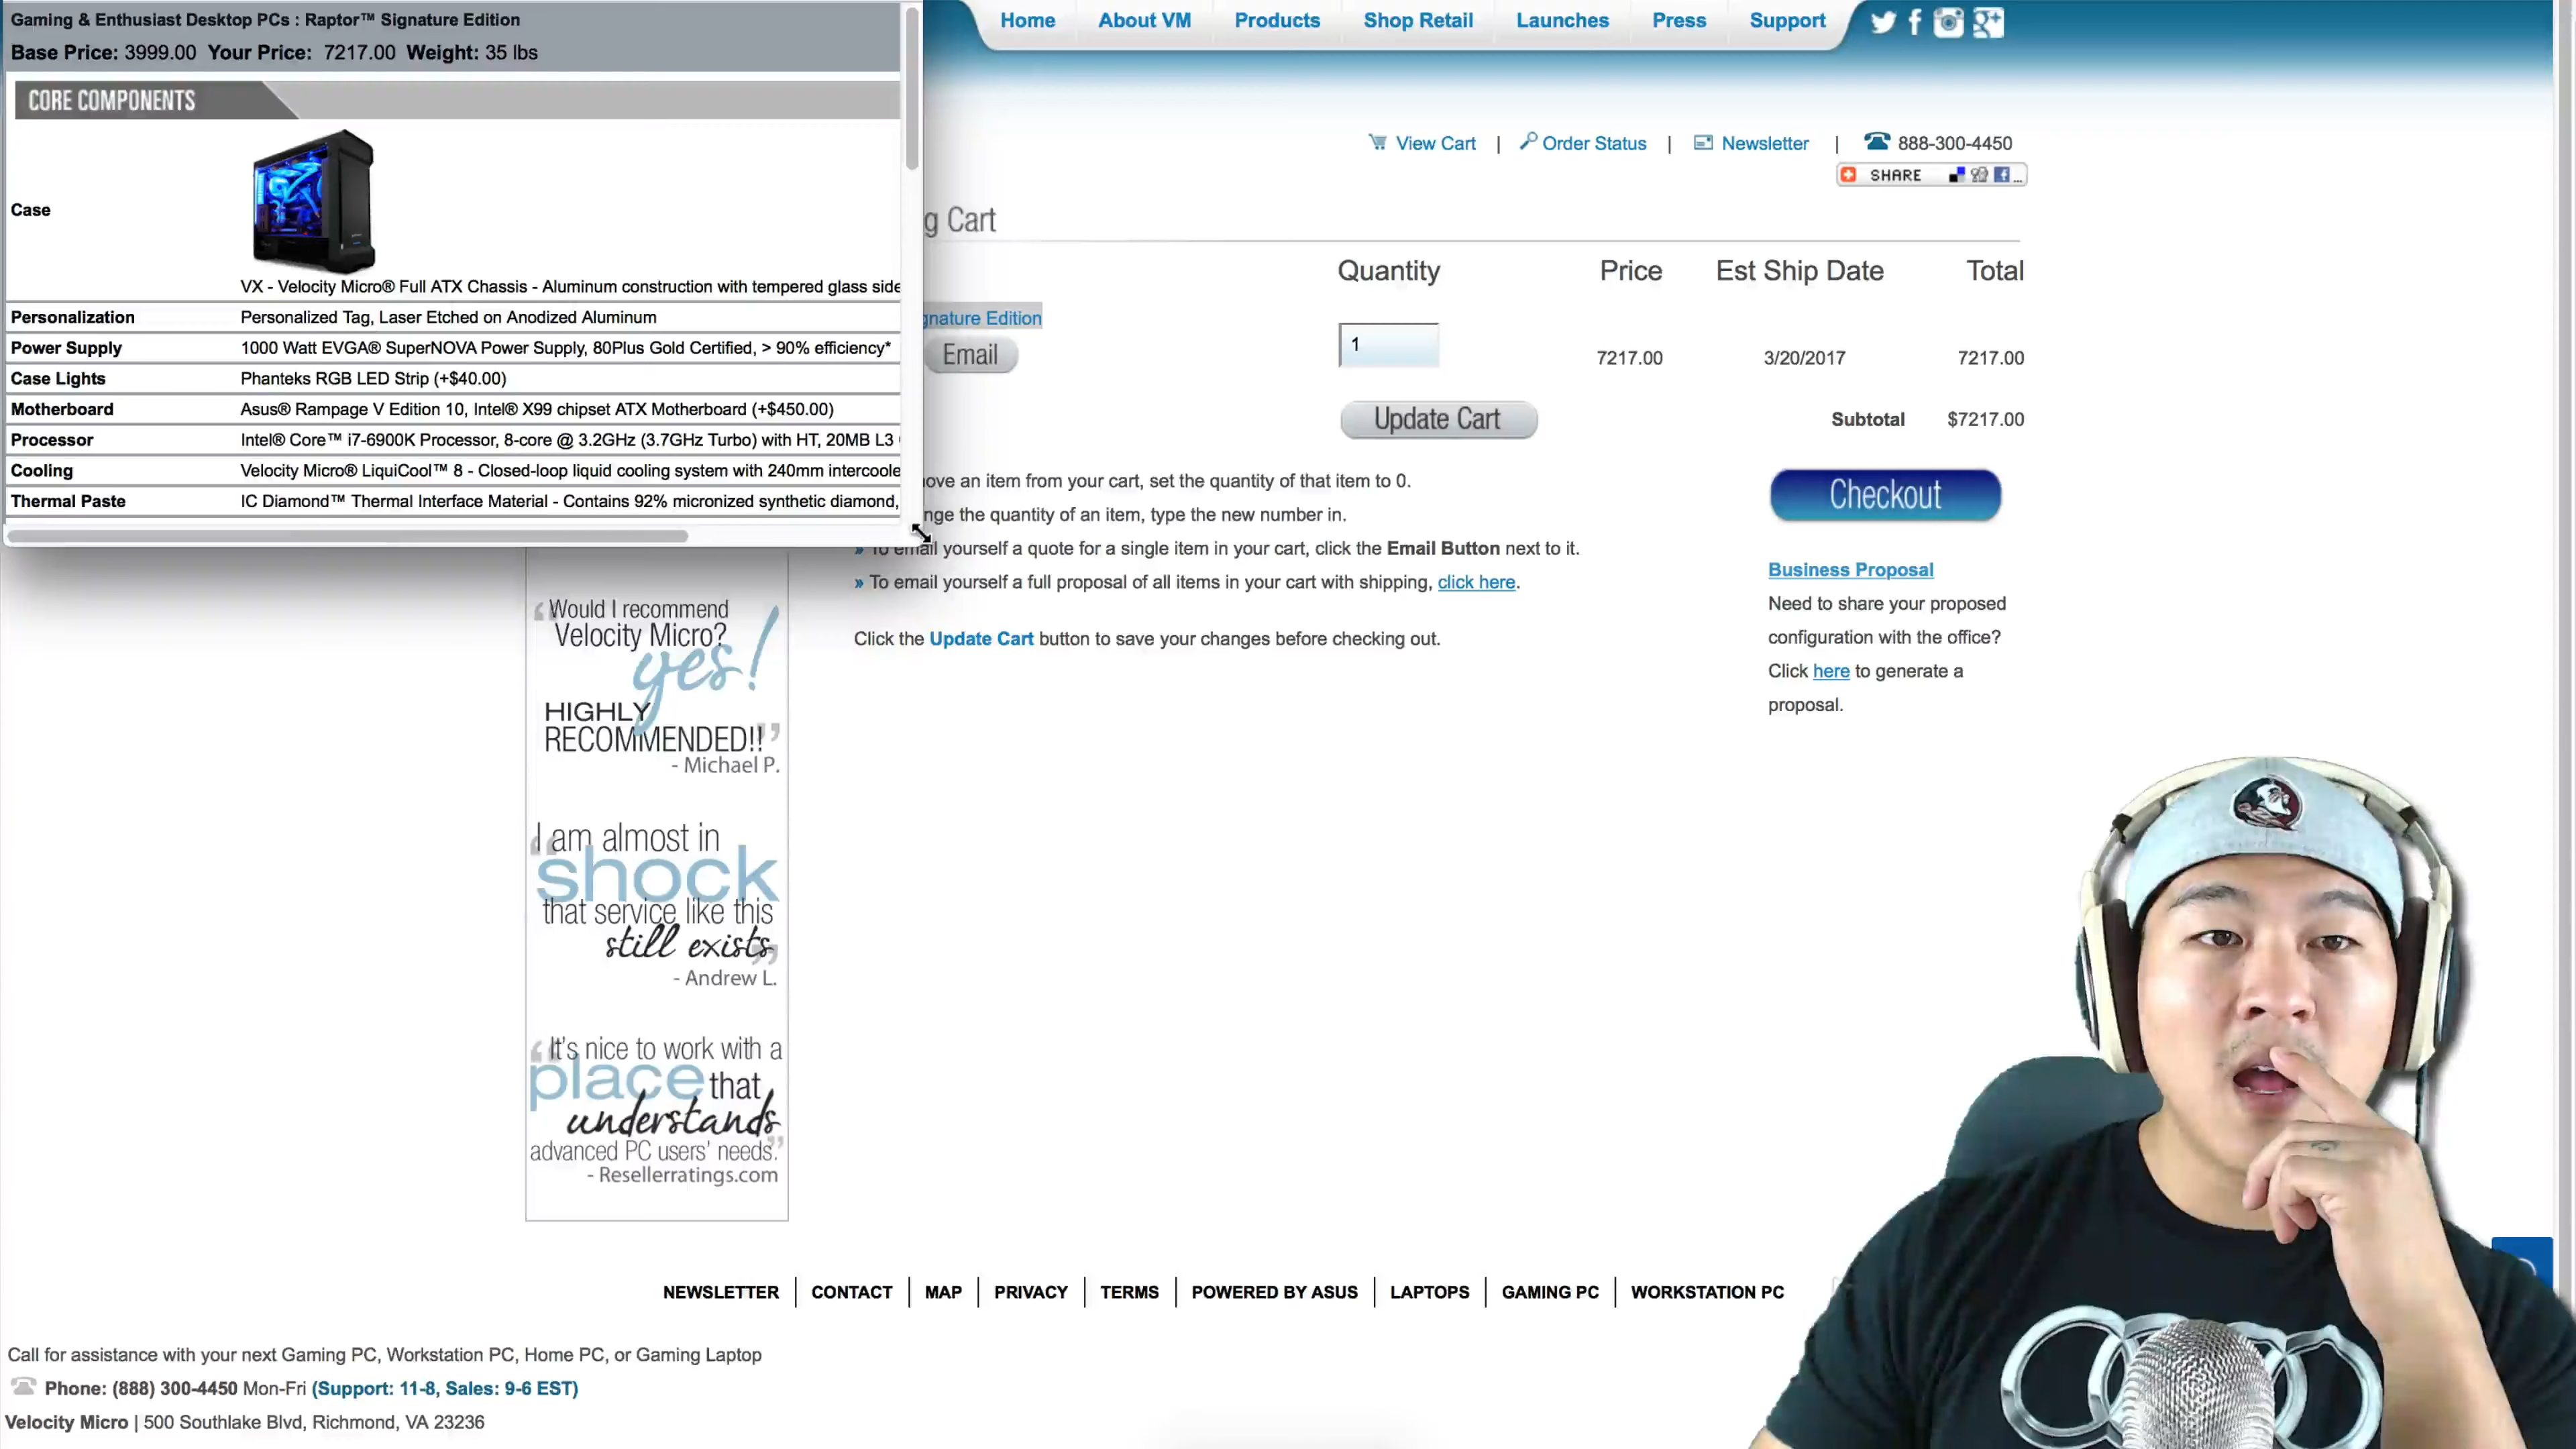 Gaming & Enthusiast Desktop PCs : Raptor™ Signature Edition
Base Price: 3999.00 Your Price: 7217.00 Weight: 35 lbs
CORE COMPONENTS
Case
VX - Velocity Micro® Full ATX Chassis - Aluminum construction with tempered glass side
Personalization Personalized Tag, Laser Etched on Anodized Aluminum
Power Supply 1000 Watt EVGA® SuperNOVA Power Supply, 80Plus Gold Certified, > 90% efficiency*
Case Lights Phanteks RGB LED Strip (+$40.00)
Motherboard Asus® Rampage V Edition 10, Intel® X99 chipset ATX Motherboard (+$450.00)
Processor Intel® Core™ i7-6900K Processor, 8-core @ 3.2GHz (3.7GHz Turbo) with HT, 20MB L3
Cooling Velocity Micro® LiquiCool™ 8 - Closed-loop liquid cooling system with 240mm intercoole
Thermal Paste IC Diamond™ Thermal Interface Material - Contains 92% micronized synthetic diamond,
Home About VM Products Shop Retail Launches Press Support
View Cart | Order Status | Newsletter | 888-300-4450
SHARE ...
g Cart
Quantity Price Est Ship Date Total
gnature Edition
Email
1
7217.00 3/20/2017 7217.00
Update Cart
Subtotal $7217.00
Checkout
ove an item from your cart, set the quantity of that item to 0.
nge the quantity of an item, type the new number in.
» To email yourself a quote for a single item in your cart, click the Email Button next to it.
» To email yourself a full proposal of all items in your cart with shipping, click here.
Click the Update Cart button to save your changes before checking out.
Business Proposal
Need to share your proposed
configuration with the office?
Click here to generate a
proposal.
“Would I recommend
Velocity Micro?
yes!
HIGHLY
RECOMMENDED!!”
- Michael P.
“I am almost in
shock
that service like this
still exists”
- Andrew L.
“It's nice to work with a
place that
understands
advanced PC users' needs.”
- Resellerratings.com
NEWSLETTER | CONTACT | MAP | PRIVACY | TERMS | POWERED BY ASUS | LAPTOPS | GAMING PC | WORKSTATION PC
Call for assistance with your next Gaming PC, Workstation PC, Home PC, or Gaming Laptop
Phone: (888) 300-4450 Mon-Fri (Support: 11-8, Sales: 9-6 EST)
Velocity Micro | 500 Southlake Blvd, Richmond, VA 23236